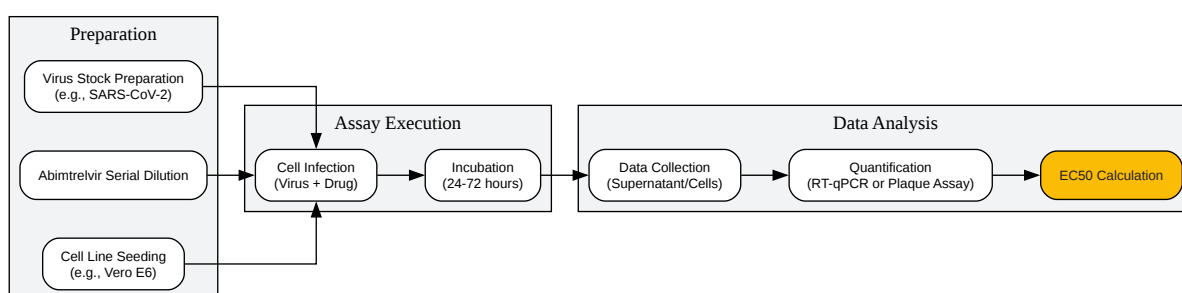 Preparation
Virus Stock Preparation
(e.g., SARS-CoV-2)
Abimtrelvir Serial Dilution
Cell Line Seeding
(e.g., Vero E6)
Assay Execution
Cell Infection
(Virus + Drug)
Incubation
(24-72 hours)
Data Analysis
Data Collection
(Supernatant/Cells)
Quantification
(RT-qPCR or Plaque Assay)
EC50 Calculation